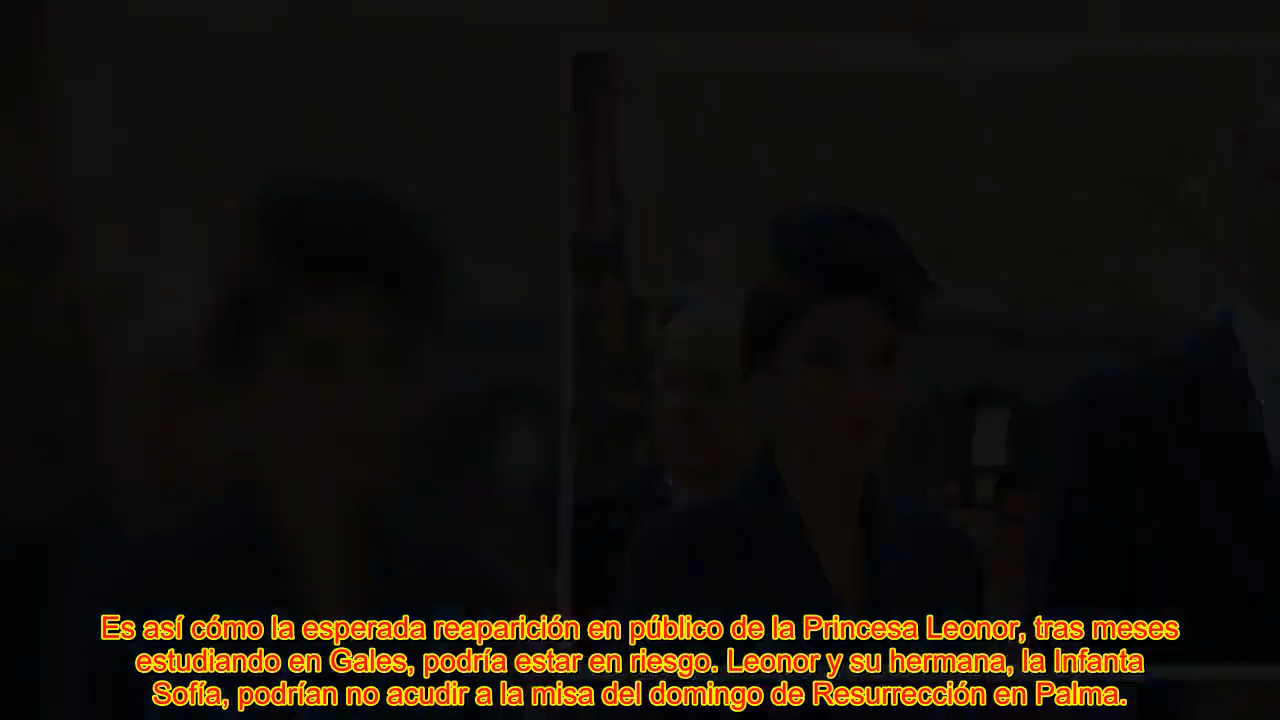 Es así cómo la esperada reaparición en público de la Princesa Leonor, tras meses
estudiando en Gales, podría estar en riesgo. Leonor y su hermana, la Infanta
Sofía, podrían no acudir a la misa del domingo de Resurrección en Palma.